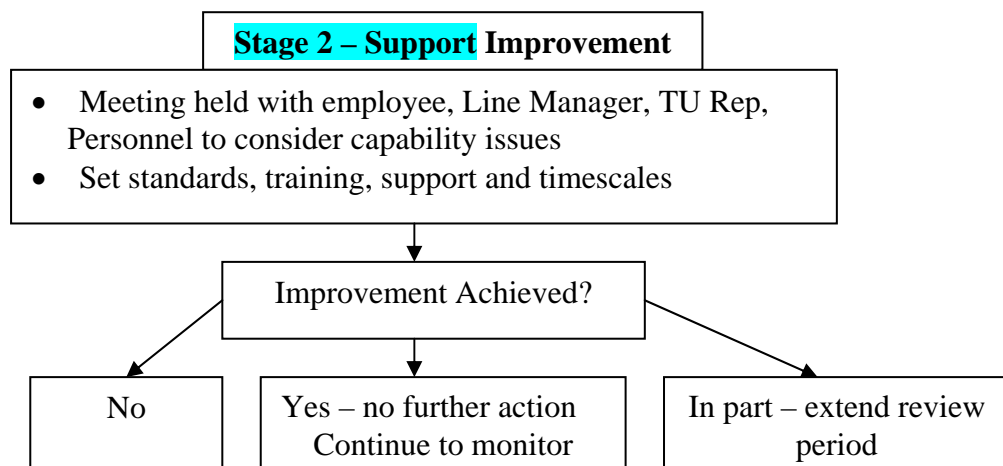 Stage 2 – Support Improvement
• Meeting held with employee, Line Manager, TU Rep,
Personnel to consider capability issues
• Set standards, training, support and timescales
Improvement Achieved?
No
Yes – no further action
Continue to monitor
In part – extend review
period